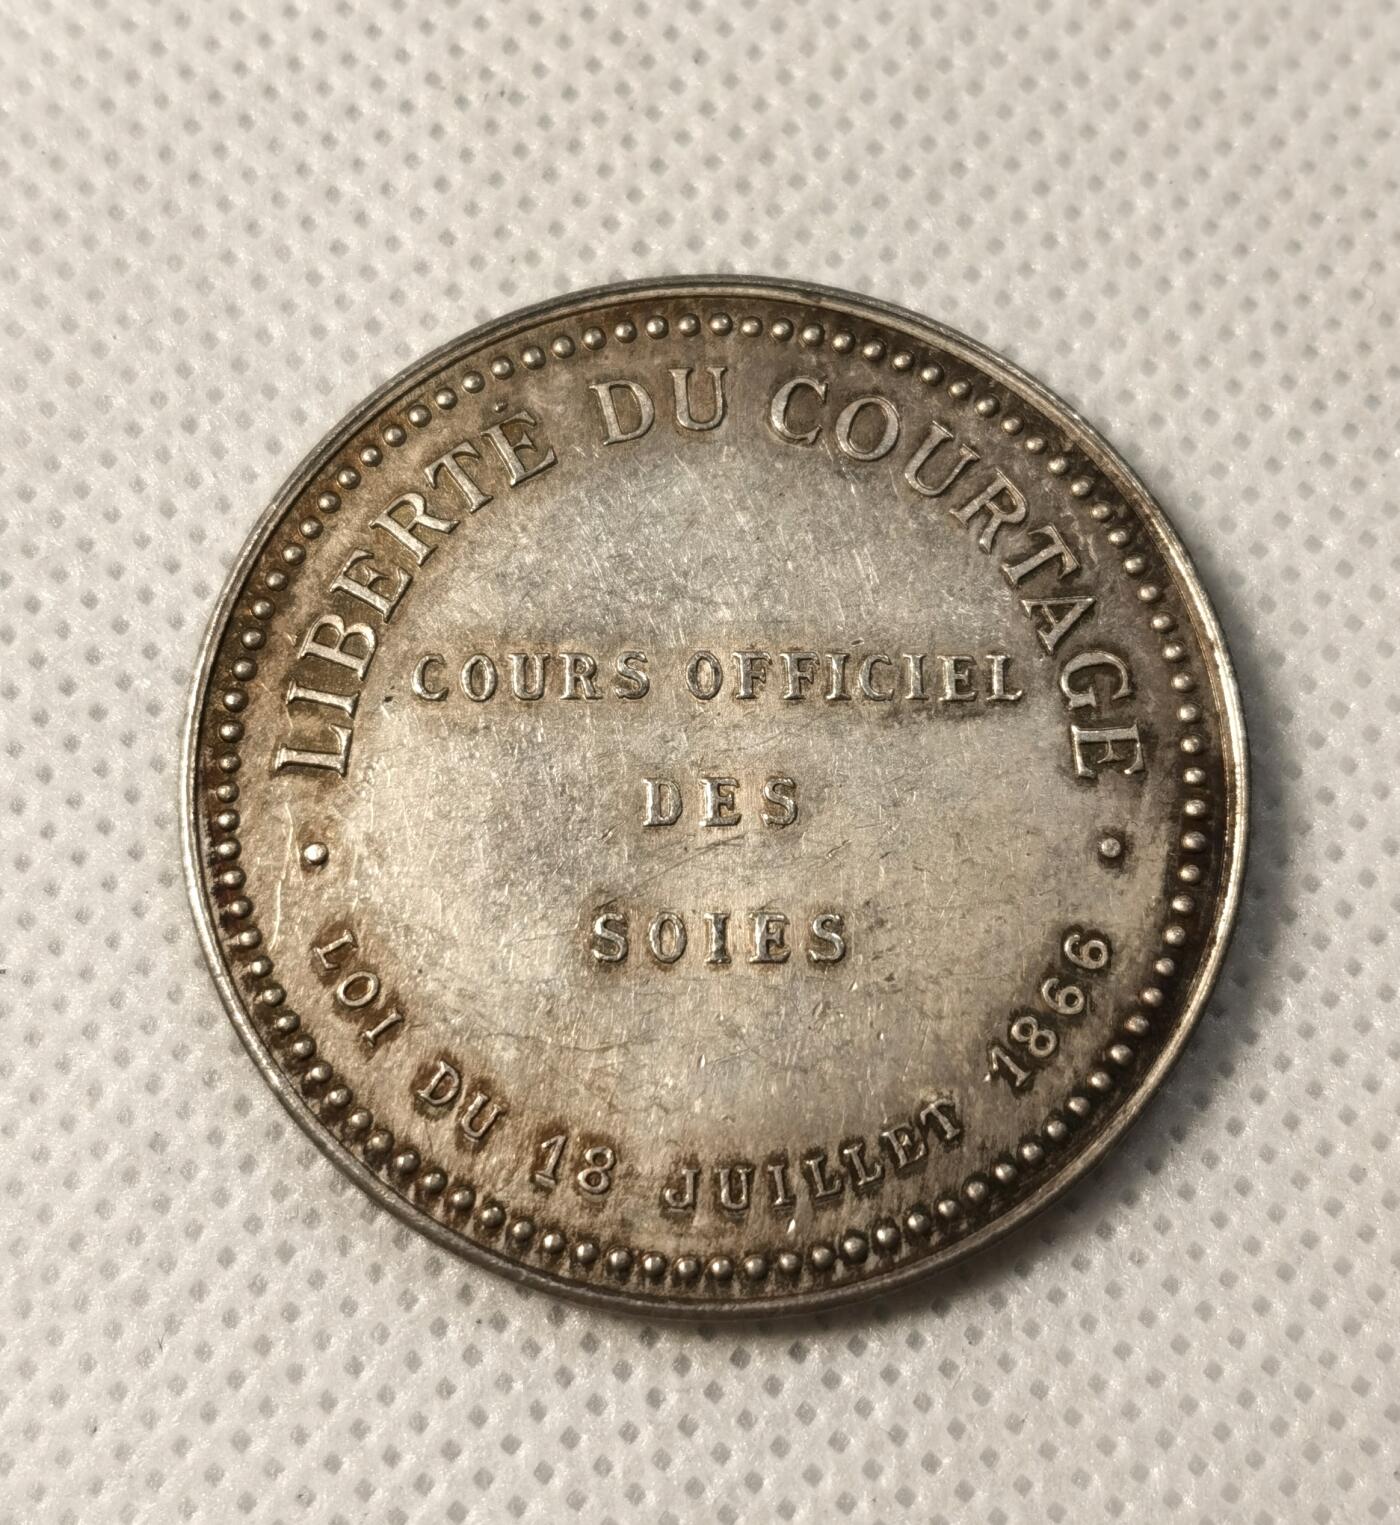 LIBERTÉ DU COURTAGE
COURS OFFICIEL
DES
SOIES
LOI DU 18 JUILLET 1866